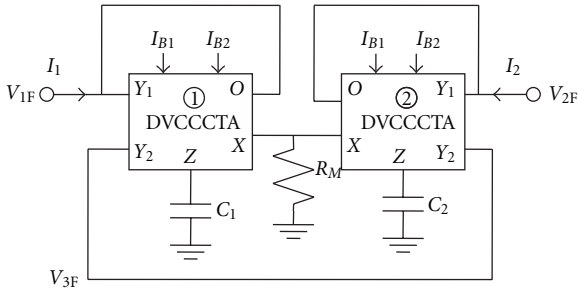 I_B1 I_B2 I_B1 I_B2
I_1 I_2
V_1F Y_1 ① O O ② Y_1 V_2F
DVCCCTA DVCCCTA
Y_2 Z X X Z Y_2
R_M
C_1 C_2
V_3F